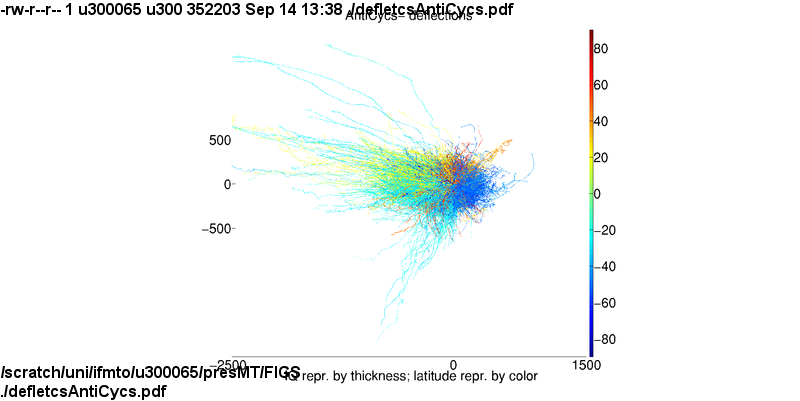 -rw-r--r-- 1 u300065 u300 352203 Sep 14 13:38 ./defletcsAntiCycs.pdf
AntiCycs− deflections
80
60
40
20
0
−20
−40
−60
−80
500
0
−500
−2500 0 1500
IQ repr. by thickness; latitude repr. by color
/scratch/uni/ifmto/u300065/presMT/FIGS
./defletcsAntiCycs.pdf